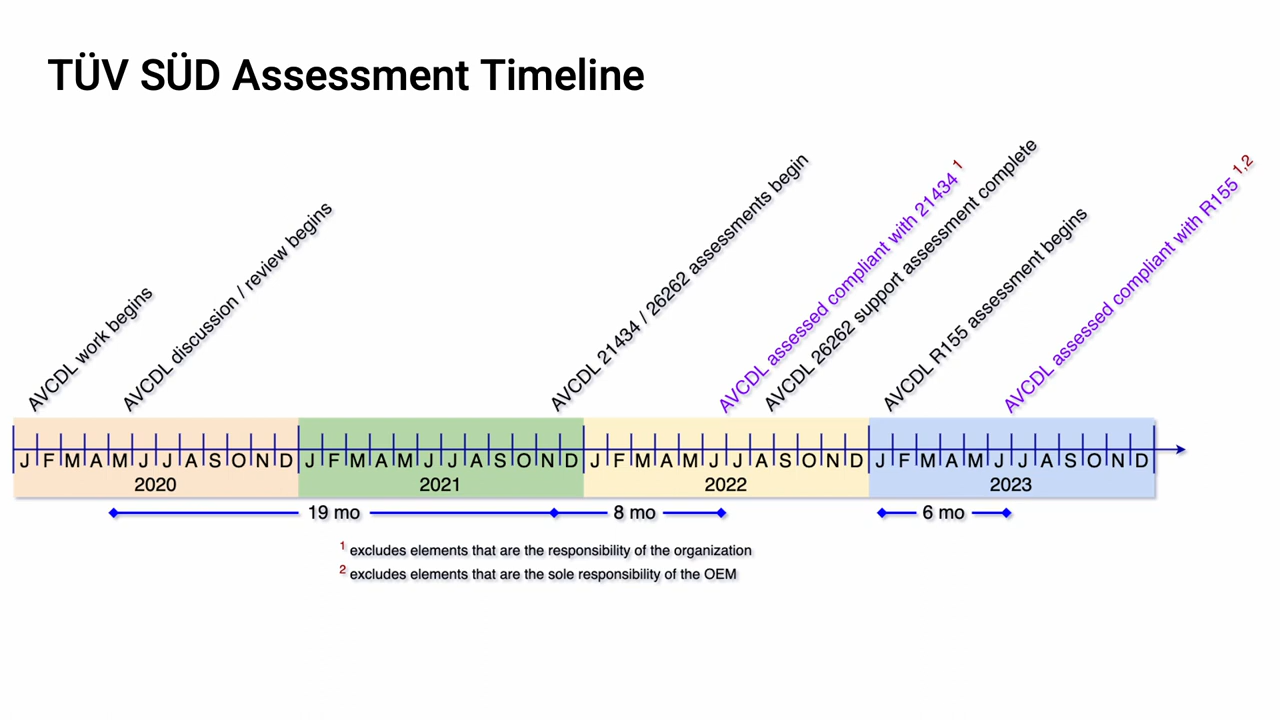 TÜV SÜD Assessment Timeline
AVCDL work begins
AVCDL discussion / review begins
AVCDL 21434 / 26262 assessments begin
AVCDL assessed compliant with 21434 1
AVCDL 26262 support assessment complete
AVCDL R155 assessment begins
AVCDL assessed compliant with R155 1,2
J F M A M J J A S O N D J F M A M J J A S O N D J F M A M J J A S O N D J F M A M J J A S O N D
2020 2021 2022 2023
19 mo 8 mo 6 mo
1 excludes elements that are the responsibility of the organization
2 excludes elements that are the sole responsibility of the OEM